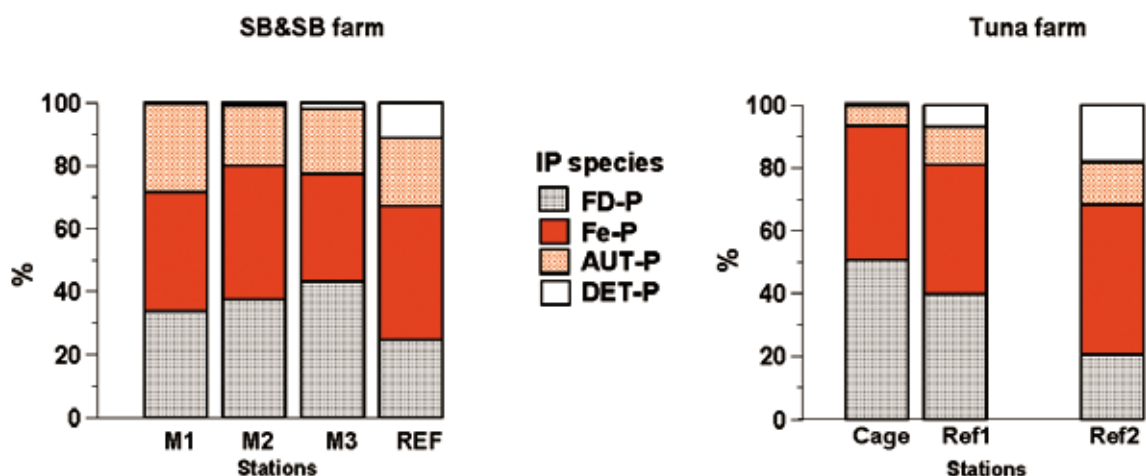 SB&SB farm
Tuna farm
100
80
60
40
20
0
%
M1 M2 M3 REF
Stations
IP species
FD-P
Fe-P
AUT-P
DET-P
100
80
60
40
20
0
%
Cage Ref1 Ref2
Stations